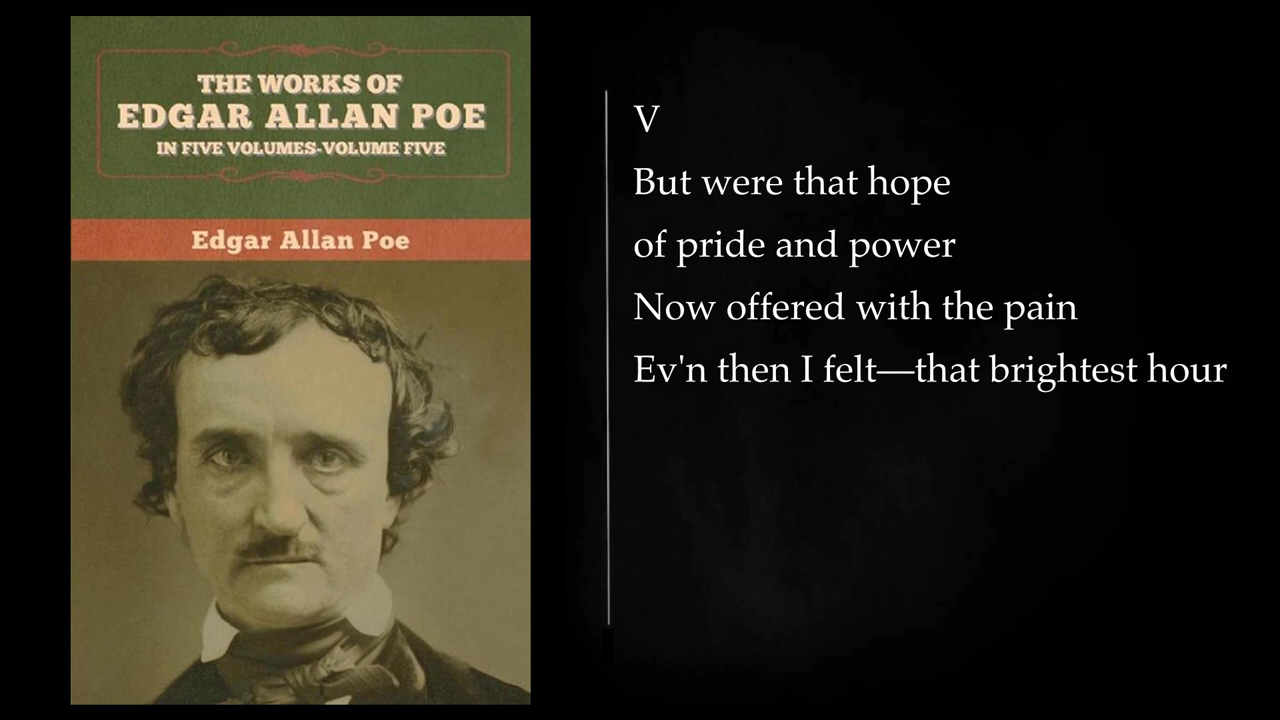 THE WORKS OF
EDGAR ALLAN POE
IN FIVE VOLUMES-VOLUME FIVE
Edgar Allan Poe
V
But were that hope
of pride and power
Now offered with the pain
Ev'n then I felt—that brightest hour